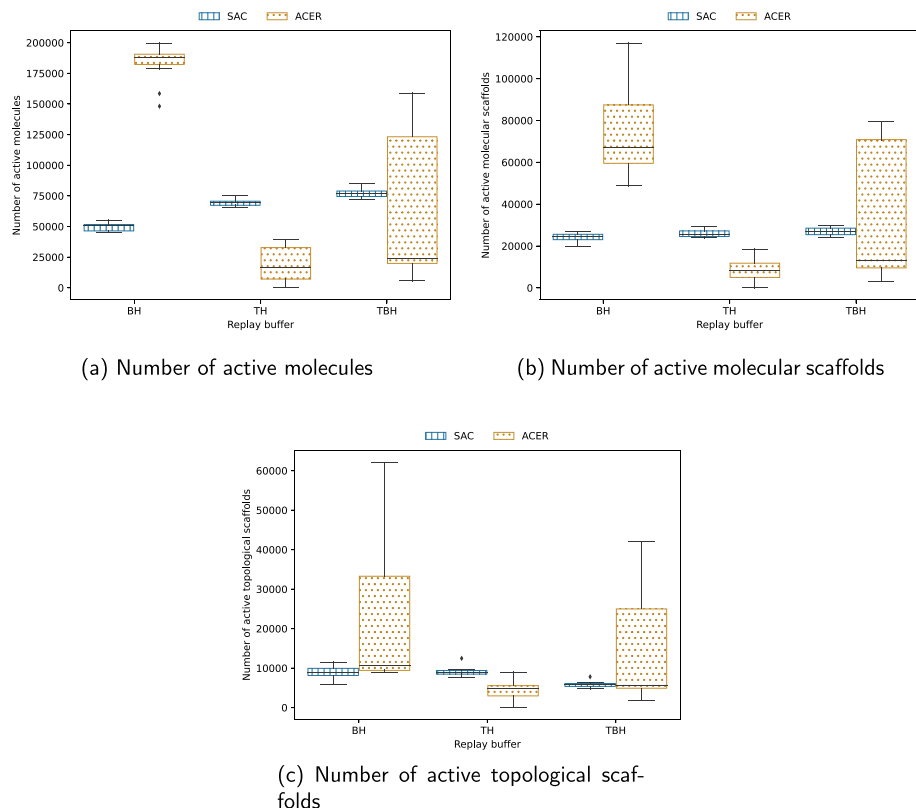 SAC ACER
200000
175000
150000
125000
100000
75000
50000
25000
0
Number of active molecules
BH TH TBH
Replay buffer
(a) Number of active molecules
SAC ACER
120000
100000
80000
60000
40000
20000
0
Number of active molecular scaffolds
BH TH TBH
Replay buffer
(b) Number of active molecular scaffolds
SAC ACER
60000
50000
40000
30000
20000
10000
0
Number of active topological scaffolds
BH TH TBH
Replay buffer
(c) Number of active topological scaf-
folds